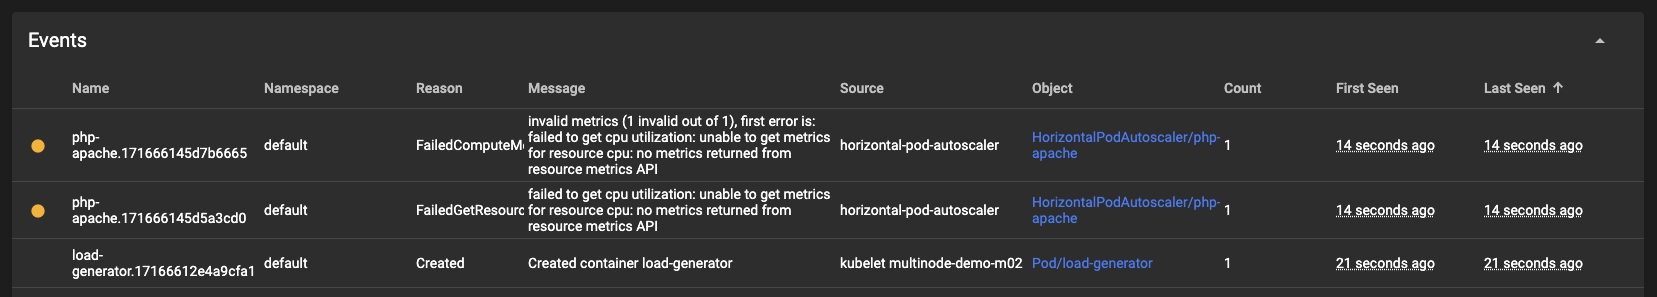 Events
Name Namespace Reason Message Source Object Count First Seen Last Seen
php-
apache.171666145d7b6665
default
FailedComputeM
invalid metrics (1 invalid out of 1), first error is:
failed to get cpu utilization: unable to get metrics
for resource cpu: no metrics returned from
resource metrics API
horizontal-pod-autoscaler
HorizontalPodAutoscaler/php-
apache
1
14 seconds ago
14 seconds ago
php-
apache.171666145d5a3cd0
default
FailedGetResourc
failed to get cpu utilization: unable to get metrics
for resource cpu: no metrics returned from
resource metrics API
horizontal-pod-autoscaler
HorizontalPodAutoscaler/php-
apache
1
14 seconds ago
14 seconds ago
load-
generator.17166612e4a9cfa1
default
Created
Created container load-generator
kubelet multinode-demo-m02
Pod/load-generator
1
21 seconds ago
21 seconds ago